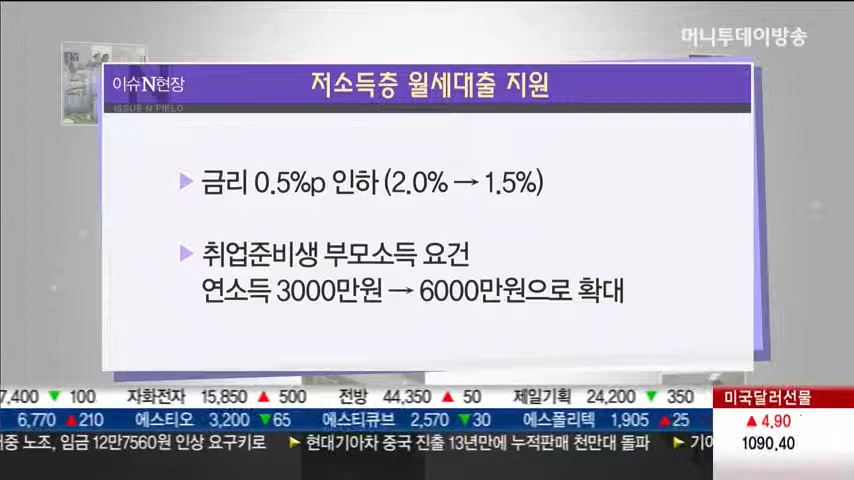 머니투데이방송
이슈N현장
저소득층 월세대출 지원
ISSUE N FIELD
▶ 금리 0.5%p 인하 (2.0% → 1.5%)
▶ 취업준비생 부모소득 요건
연소득 3000만원 → 6000만원으로 확대
7,400 ▼ 100 자화전자 15,850 ▲ 500 전방 44,350 ▲ 50 제일기획 24,200 ▼ 350
미국달러선물
6,770 ▲210 에스티오 3,200 ▼65 에스티큐브 2,570 ▼30 에스폴리텍 1,905 ▲25
▲ 4.90
중 노조, 임금 12만7560원 인상 요구키로 ▶ 현대기아차 중국 진출 13년만에 누적판매 천만대 돌파 ▶ 기아
1090.40